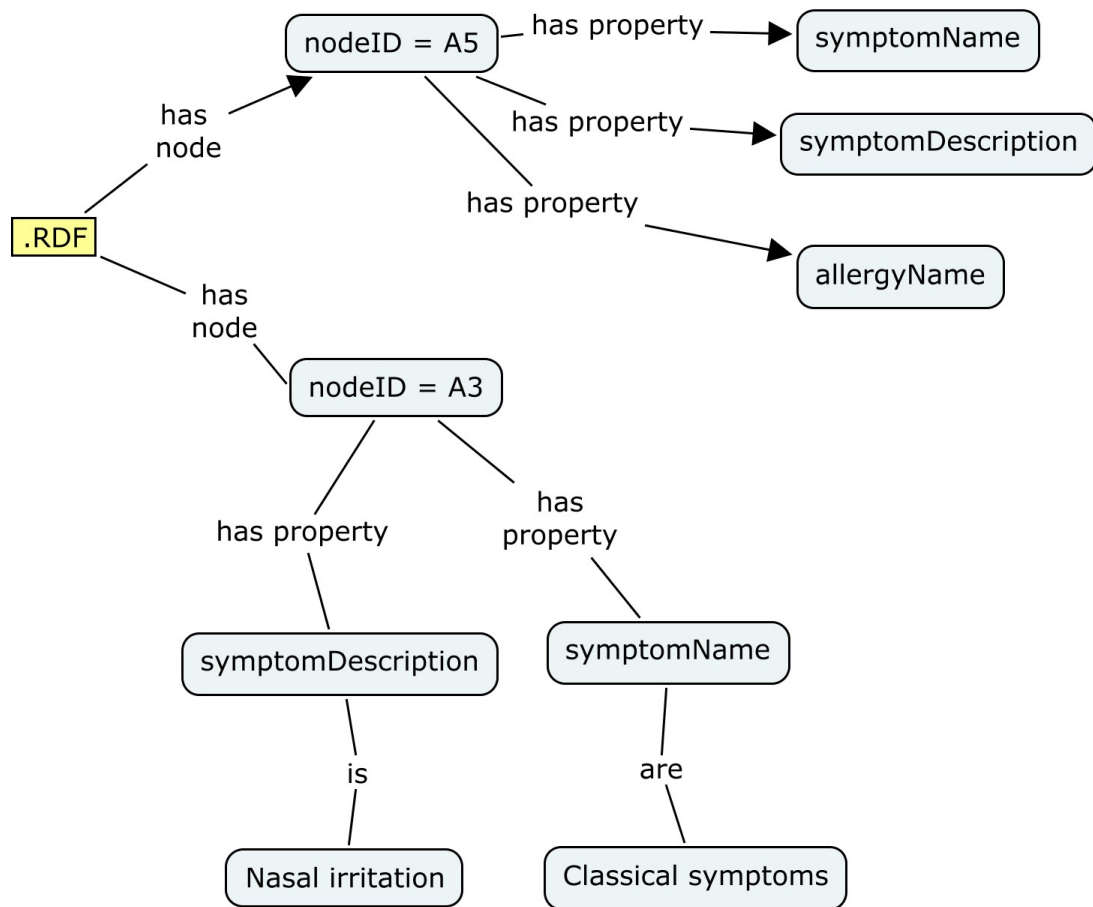 nodeID = A5
has property
symptomName
has
node
has property
symptomDescription
has property
.RDF
allergyName
has
node
nodeID = A3
has property
has
property
symptomDescription
symptomName
is
are
Nasal irritation
Classical symptoms